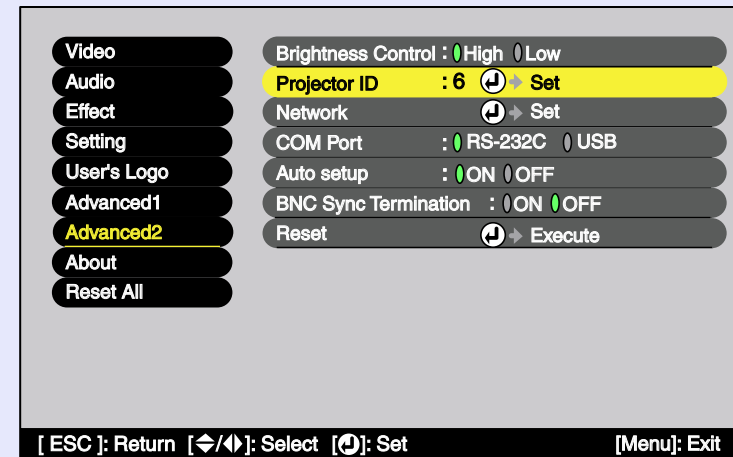 Video
Audio
Effect
Setting
User's Logo
Advanced1
Advanced2
About
Reset All
Brightness Control : High Low
Projector ID : 6 Set
Network Set
COM Port : RS-232C USB
Auto setup : ON OFF
BNC Sync Termination : ON OFF
Reset Execute
[ ESC ]: Return [/]: Select []: Set [Menu]: Exit